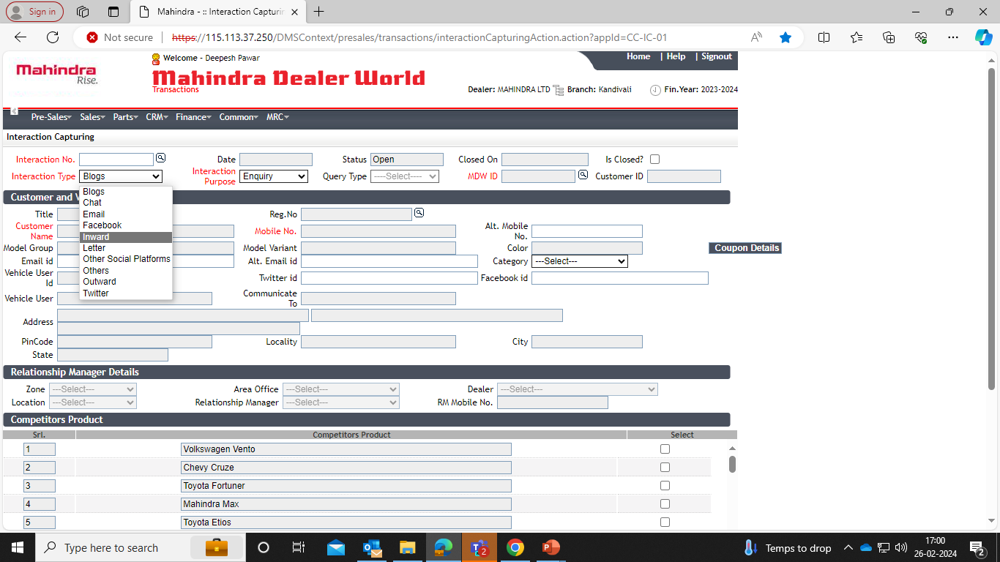 Sign in
Mahindra - :: Interaction Capturin
Not secure
https://115.113.37.250/DMSContext/presales/transactions/interactionCapturingAction.action?appId=CC-IC-01
Mahindra
Rise.
Welcome - Deepesh Pawar
Home | Help | Signout
Mahindra Dealer World
Transactions
Dealer: MAHINDRA LTD Branch: Kandivali Fin.Year: 2023-2024
Pre-Sales Sales Parts CRM Finance Common MRC
Interaction Capturing
Interaction No. Date Status Open Closed On Is Closed?
Interaction Type Blogs Interaction Purpose Enquiry Query Type ----Select---- MDW ID Customer ID
Blogs
Chat
Email
Facebook
Inward
Letter
Other Social Platforms
Others
Outward
Twitter
Customer and V
Title Reg.No
Customer Name Mobile No. Alt. Mobile No.
Model Group Model Variant Color Coupon Details
Email id Alt. Email id Category ---Select---
Vehicle User Id Twitter id Facebook id
Vehicle User Communicate To
Address
PinCode Locality City
State
Relationship Manager Details
Zone ---Select--- Area Office ---Select--- Dealer ---Select---
Location ---Select--- Relationship Manager ---Select--- RM Mobile No.
Competitors Product
Srl. Competitors Product Select
1 Volkswagen Vento
2 Chevy Cruze
3 Toyota Fortuner
4 Mahindra Max
5 Toyota Etios
Type here to search
2
Temps to drop
17:00
26-02-2024
2